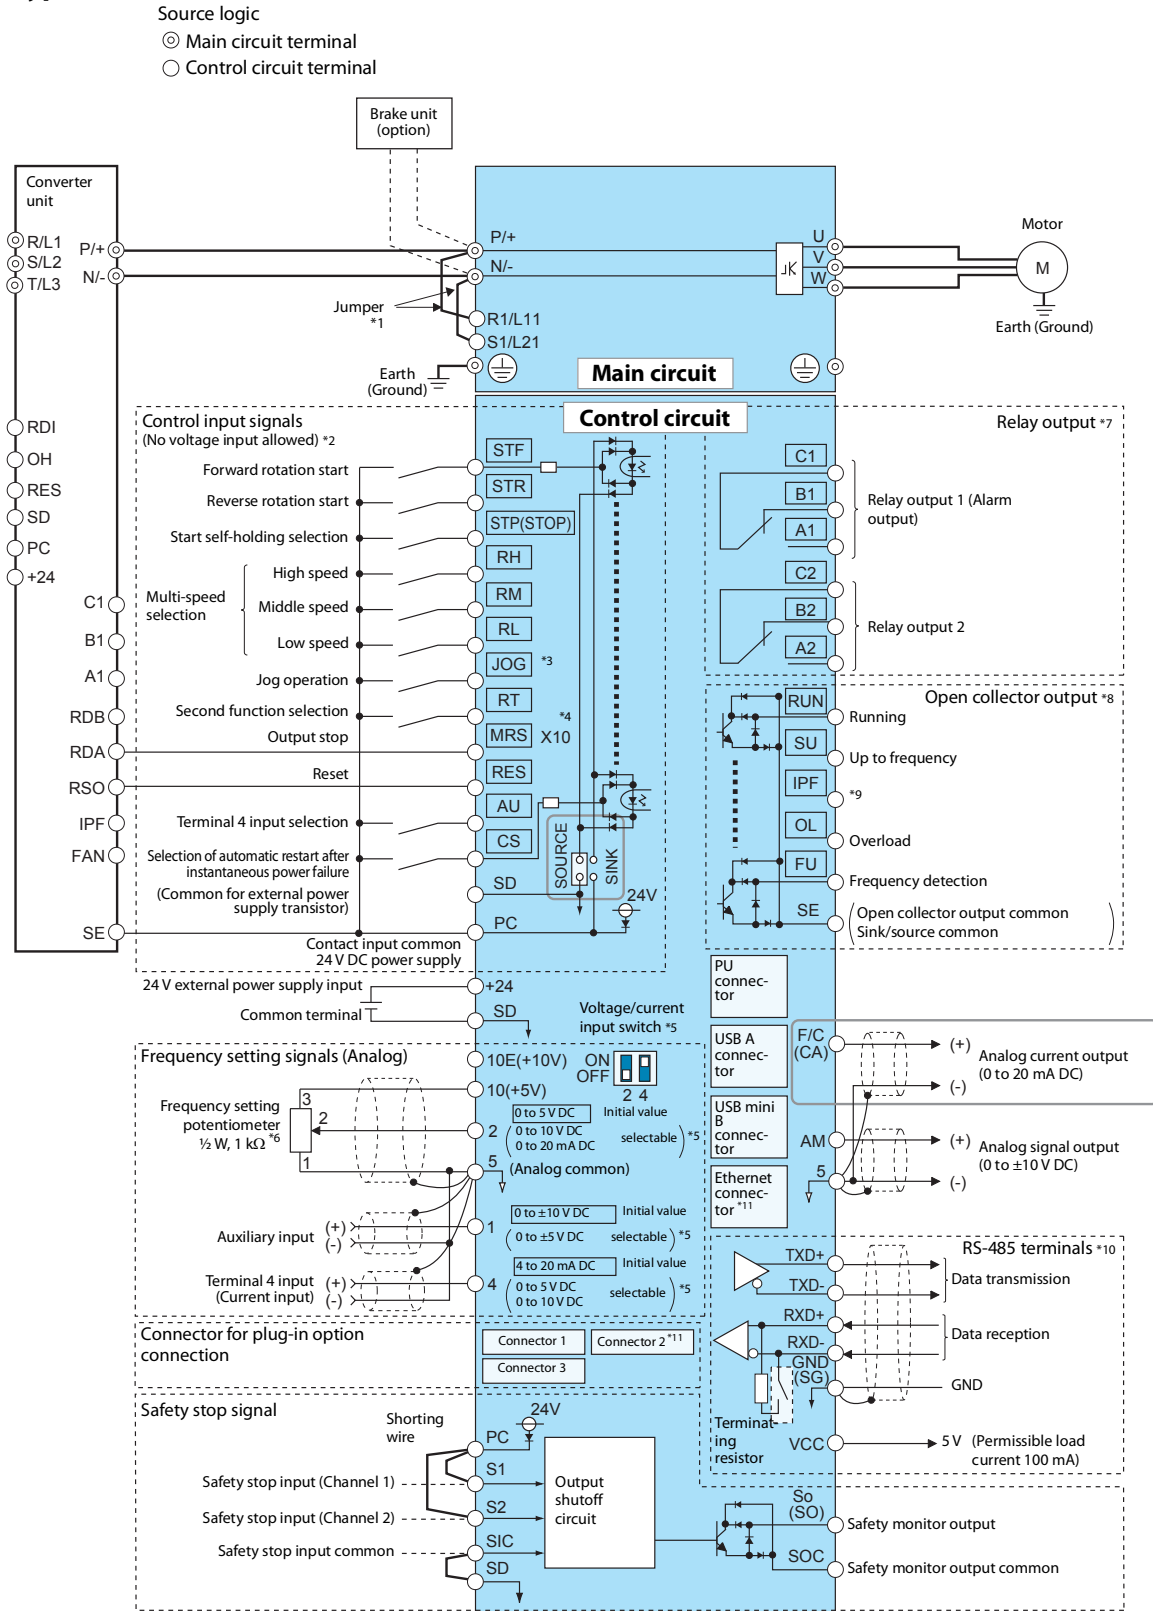 Source logic
Main circuit terminal
Control circuit terminal
Brake unit
(option)
Converter
unit
R/L1
S/L2
T/L3
P/+
N/-
P/+
N/-
R1/L11
S1/L21
Jumper
*1
Earth
(Ground)
U
V
W
Motor
M
Earth (Ground)
Main circuit
Control circuit
RDI
OH
RES
SD
PC
+24
C1
B1
A1
RDB
RDA
RSO
IPF
FAN
SE
Control input signals
(No voltage input allowed) *2
Forward rotation start
Reverse rotation start
Start self-holding selection
Multi-speed
selection
High speed
Middle speed
Low speed
Jog operation
Second function selection
Output stop
Reset
Terminal 4 input selection
Selection of automatic restart after
instantaneous power failure
(Common for external power
supply transistor)
Contact input common
24 V DC power supply
STF
STR
STP(STOP)
RH
RM
RL
JOG *3
RT
MRS X10 *4
RES
AU
CS
SD
PC
SOURCE
SINK
24V
Relay output *7
C1
B1
A1
Relay output 1 (Alarm
output)
C2
B2
A2
Relay output 2
Open collector output *8
RUN
Running
SU
Up to frequency
IPF
*9
OL
Overload
FU
Frequency detection
SE
Open collector output common
Sink/source common
24 V external power supply input
+24
Common terminal
SD
Voltage/current
input switch *5
ON
OFF
2 4
PU
connec-
tor
USB A
connec-
tor
USB mini
B
connec-
tor
Ethernet
connec-
tor *11
F/C
(CA)
(+)
(-)
Analog current output
(0 to 20 mA DC)
AM
5
(+)
(-)
Analog signal output
(0 to ±10 V DC)
Frequency setting signals (Analog)
Frequency setting
potentiometer
½ W, 1 kΩ *6
3
2
1
10E(+10V)
10(+5V)
2
0 to 5 V DC Initial value
0 to 10 V DC
0 to 20 mA DC
selectable *5
5
(Analog common)
Auxiliary input
(+)
(-)
1
0 to ±10 V DC Initial value
0 to ±5 V DC selectable *5
Terminal 4 input
(Current input)
(+)
(-)
4
4 to 20 mA DC Initial value
0 to 5 V DC
0 to 10 V DC
selectable *5
Connector for plug-in option
connection
Connector 1
Connector 2 *11
Connector 3
RS-485 terminals *10
TXD+
TXD-
Data transmission
RXD+
RXD-
Data reception
GND
(SG)
GND
Terminat-
ing
resistor
VCC
5 V (Permissible load
current 100 mA)
Safety stop signal
Shorting
wire
24V
PC
S1
S2
SIC
SD
Safety stop input (Channel 1)
Safety stop input (Channel 2)
Safety stop input common
Output
shutoff
circuit
So
(SO)
Safety monitor output
SOC
Safety monitor output common